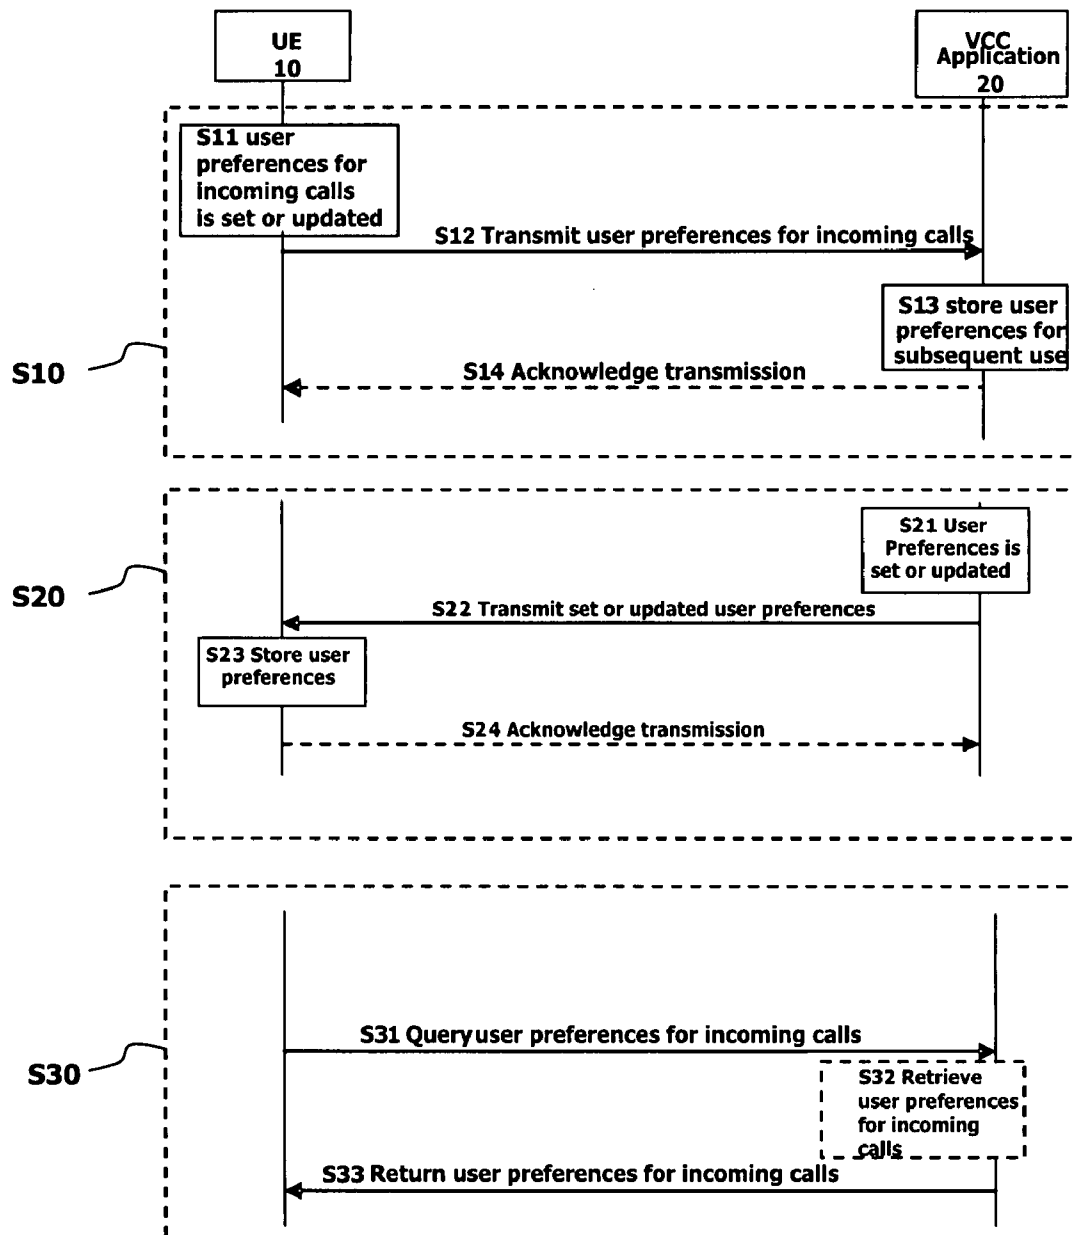 UE
10
VCC
Application
20
S11 user
preferences for
incoming calls
is set or updated
S12 Transmit user preferences for incoming calls
S13 store user
preferences for
subsequent use
S10
S14 Acknowledge transmission
S21 User
Preferences is
set or updated
S20
S22 Transmit set or updated user preferences
S23 Store user
preferences
S24 Acknowledge transmission
S31 Query user preferences for incoming calls
S30
S32 Retrieve
user preferences
for incoming
calls
S33 Return user preferences for incoming calls